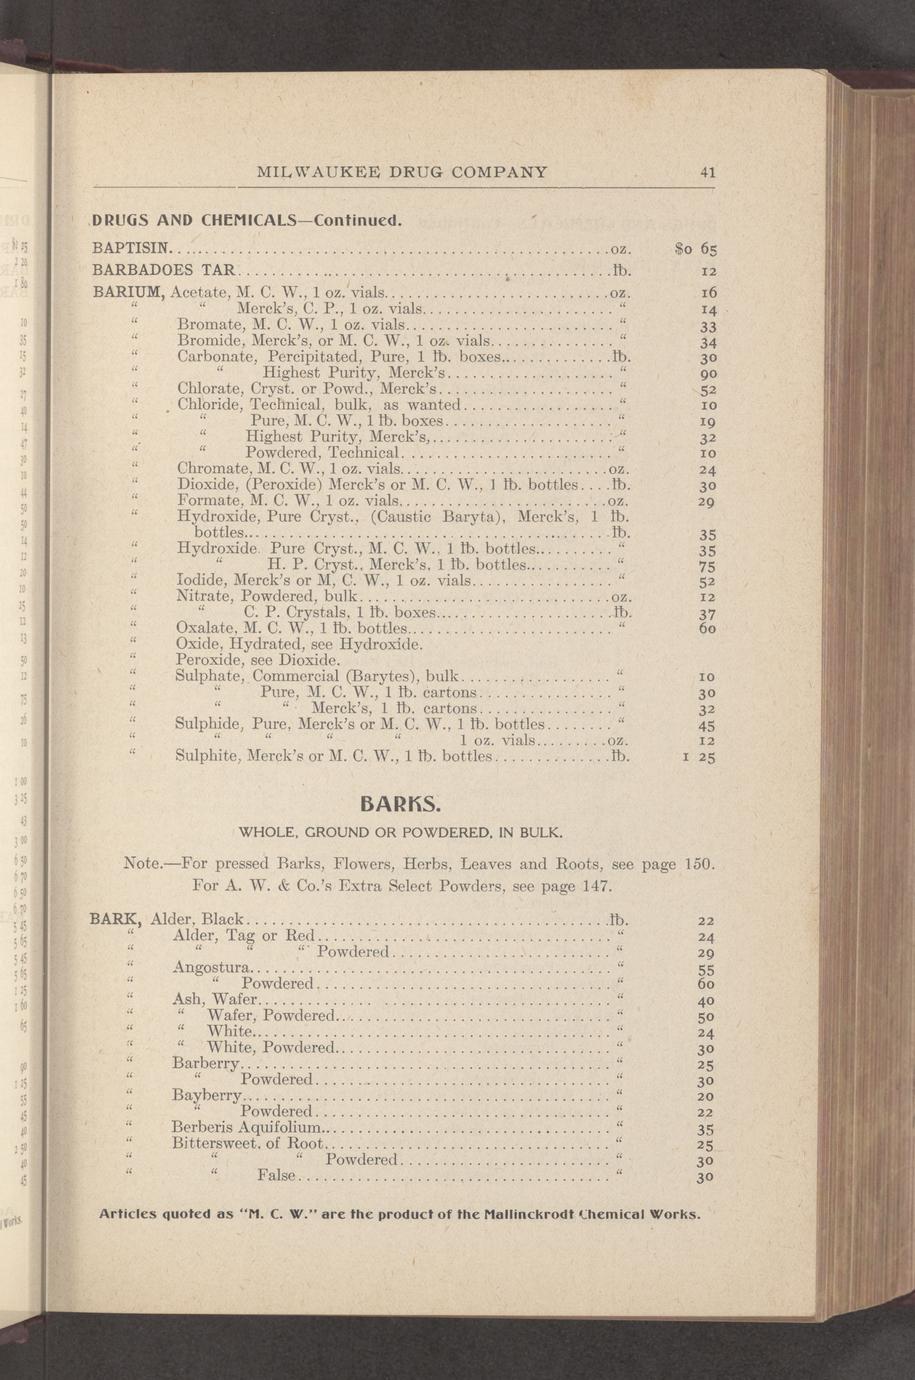 MILWAUKEE DRUG COMPANY 41
DRUGS AND CHEMICALS—Continued.
BAPTISIN. oz. $0 65
BARBADOES TAR lb. 12
BARIUM, Acetate, M. C. W., 1 oz. vials oz. 16
“ “ Merck's, C. P., 1 oz. vials “ 14
“ Bromate, M. C. W., 1 oz. vials “ 33
“ Bromide, Merck's, or M. C. W., 1 oz. vials “ 34
“ Carbonate, Percipitated, Pure, 1 lb. boxes lb. 30
“ “ Highest Purity, Merck's “ 90
“ Chlorate, Cryst. or Powd., Merck's “ 52
“ Chloride, Technical, bulk, as wanted “ 10
“ “ Pure, M. C. W., 1 lb. boxes “ 19
“ “ Highest Purity, Merck's, “ 32
“ “ Powdered, Technical “ 10
“ Chromate, M. C. W., 1 oz. vials oz. 24
“ Dioxide, (Peroxide) Merck's or M. C. W., 1 lb. bottles lb. 30
“ Formate, M. C. W., 1 oz. vials oz. 29
“ Hydroxide, Pure Cryst., (Caustic Baryta), Merck's, 1 lb.
bottles lb. 35
“ Hydroxide. Pure Cryst., M. C. W., 1 lb. bottles “ 35
“ “ H. P. Cryst., Merck's, 1 lb. bottles “ 75
“ Iodide, Merck's or M, C. W., 1 oz. vials “ 52
“ Nitrate, Powdered, bulk oz. 12
“ “ C. P. Crystals, 1 lb. boxes lb. 37
“ Oxalate, M. C. W., 1 lb. bottles “ 60
“ Oxide, Hydrated, see Hydroxide.
“ Peroxide, see Dioxide.
“ Sulphate, Commercial (Barytes), bulk “ 10
“ “ Pure, M. C. W., 1 lb. cartons “ 30
“ “ “ Merck's, 1 lb. cartons “ 32
“ Sulphide, Pure, Merck's or M. C. W., 1 lb. bottles “ 45
“ “ “ “ “ 1 oz. vials oz. 12
“ Sulphite, Merck's or M. C. W., 1 lb. bottles lb. 1 25
BARKS.
WHOLE, GROUND OR POWDERED, IN BULK.
Note.—For pressed Barks, Flowers, Herbs, Leaves and Roots, see page 150.
For A. W. & Co.'s Extra Select Powders, see page 147.
BARK, Alder, Black lb. 22
“ Alder, Tag or Red “ 24
“ “ “ “ Powdered “ 29
“ Angostura “ 55
“ “ Powdered “ 60
“ Ash, Wafer “ 40
“ “ Wafer, Powdered “ 50
“ “ White “ 24
“ “ White, Powdered “ 30
“ Barberry “ 25
“ “ Powdered “ 30
“ Bayberry “ 20
“ “ Powdered “ 22
“ Berberis Aquifolium “ 35
“ Bittersweet. of Root “ 25
“ “ “ Powdered “ 30
“ “ False “ 30
Articles quoted as "M. C. W." are the product of the Mallinckrodt Chemical Works.